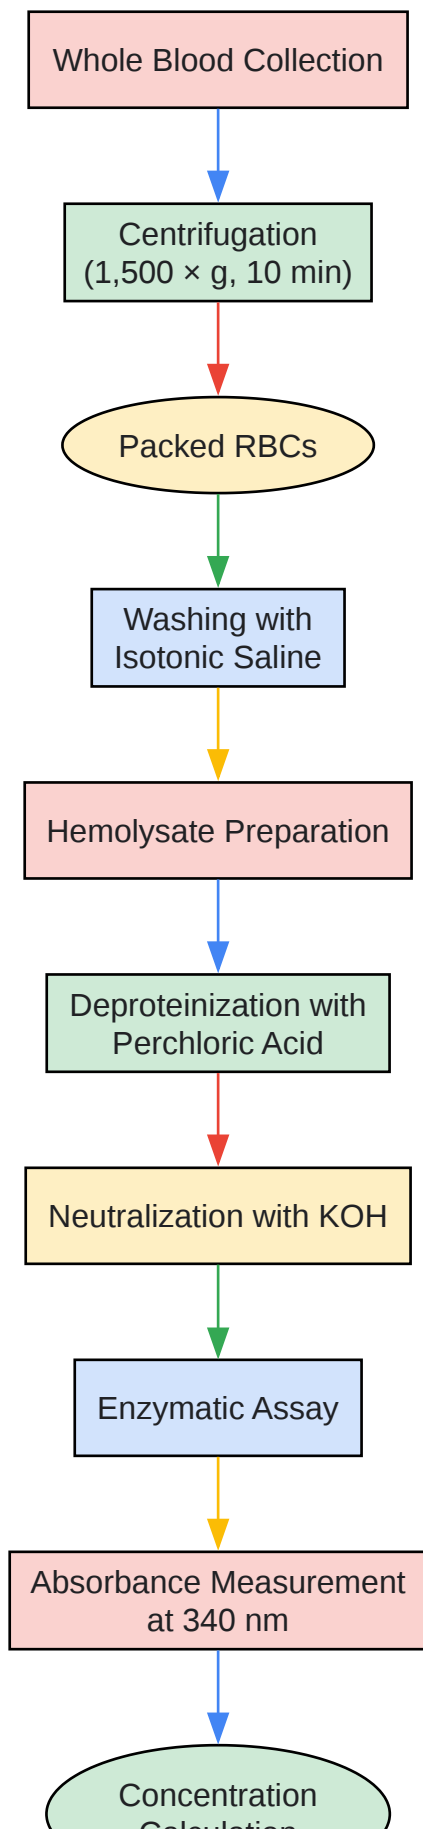 Whole Blood Collection
Centrifugation
(1,500 × g, 10 min)
Packed RBCs
Washing with
Isotonic Saline
Hemolysate Preparation
Deproteinization with
Perchloric Acid
Neutralization with KOH
Enzymatic Assay
Absorbance Measurement
at 340 nm
Concentration
Calculation